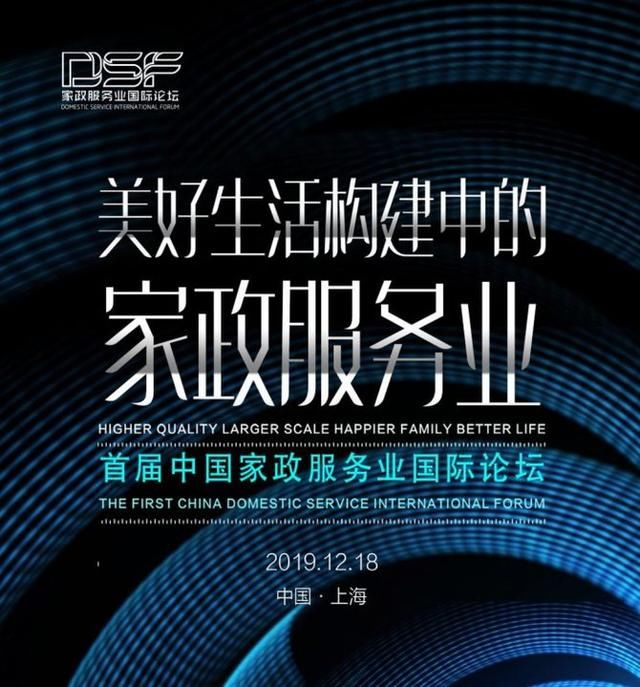 DSF
家政服务业国际论坛
DOMESTIC SERVICE INTERNATIONAL FORUM
美好生活构建中的
家政服务业
HIGHER QUALITY LARGER SCALE HAPPIER FAMILY BETTER LIFE
首届中国家政服务业国际论坛
THE FIRST CHINA DOMESTIC SERVICE INTERNATIONAL FORUM
2019.12.18
中国·上海